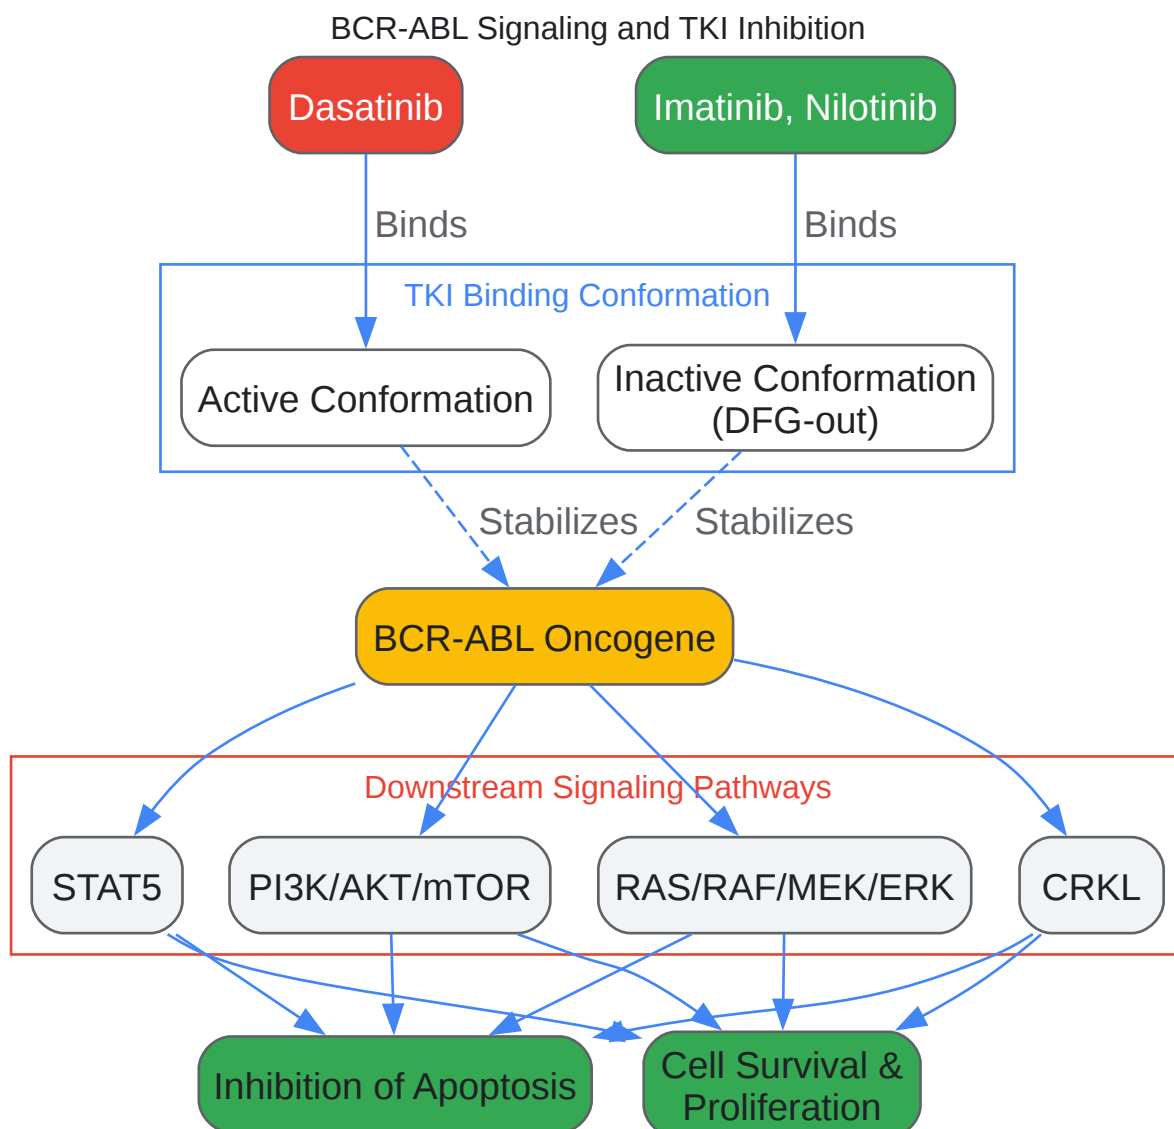 BCR-ABL Signaling and TKI Inhibition
Dasatinib
Imatinib, Nilotinib
Binds
Binds
TKI Binding Conformation
Active Conformation
Inactive Conformation
(DFG-out)
Stabilizes
Stabilizes
BCR-ABL Oncogene
Downstream Signaling Pathways
STAT5
PI3K/AKT/mTOR
RAS/RAF/MEK/ERK
CRKL
Inhibition of Apoptosis
Cell Survival &
Proliferation